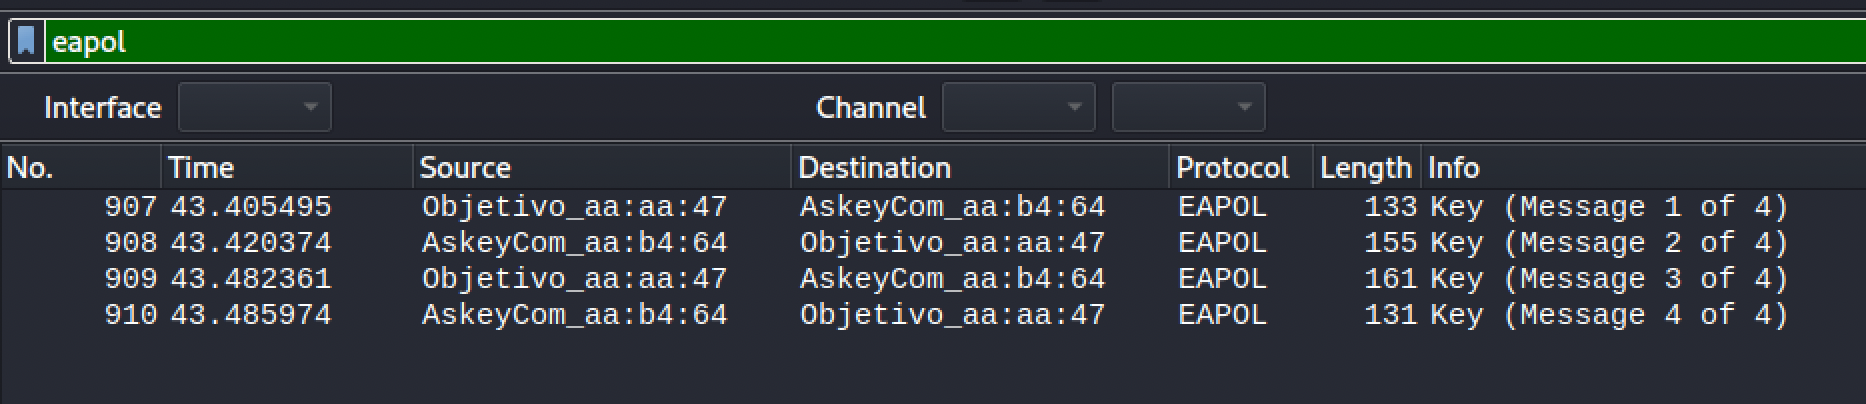 eapol
Interface Channel
No. Time Source Destination Protocol Length Info
907 43.405495 Objetivo_aa:aa:47 AskeyCom_aa:b4:64 EAPOL 133 Key (Message 1 of 4)
908 43.420374 AskeyCom_aa:b4:64 Objetivo_aa:aa:47 EAPOL 155 Key (Message 2 of 4)
909 43.482361 Objetivo_aa:aa:47 AskeyCom_aa:b4:64 EAPOL 161 Key (Message 3 of 4)
910 43.485974 AskeyCom_aa:b4:64 Objetivo_aa:aa:47 EAPOL 131 Key (Message 4 of 4)